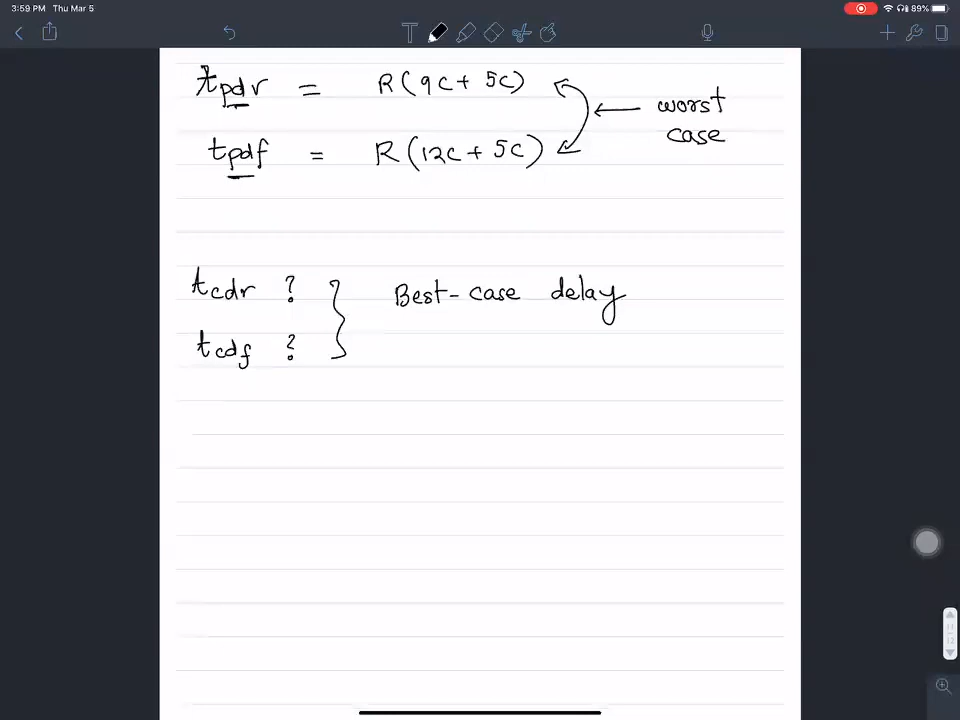 3:59 PM Thu Mar 5
89%
T
tpdr = R(9C + 5C)
worst
case
tpdf = R(12C + 5C)
tcdr ? } Best-case delay
tcdf ?